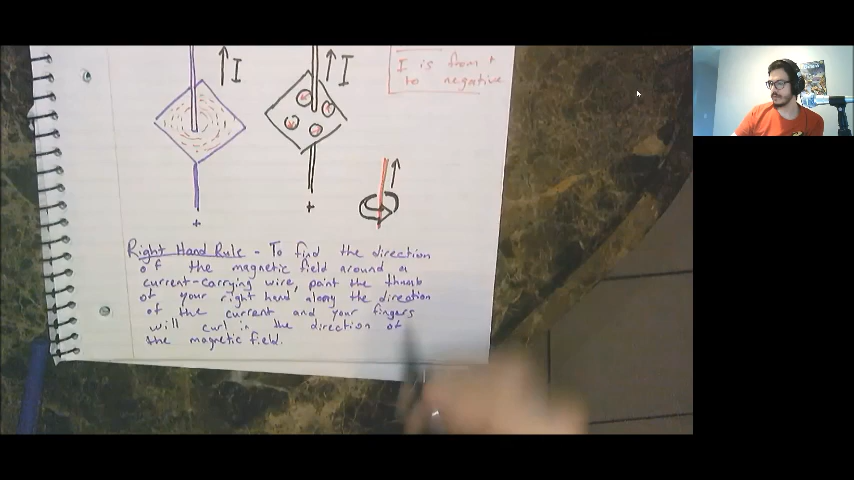 I
I
I is from +
to negative
+
+
Right Hand Rule - To find the direction
of the magnetic field around a
current-carrying wire, point the thumb
of your right hand along the direction
of the current and your fingers
will curl in the direction of
the magnetic field.